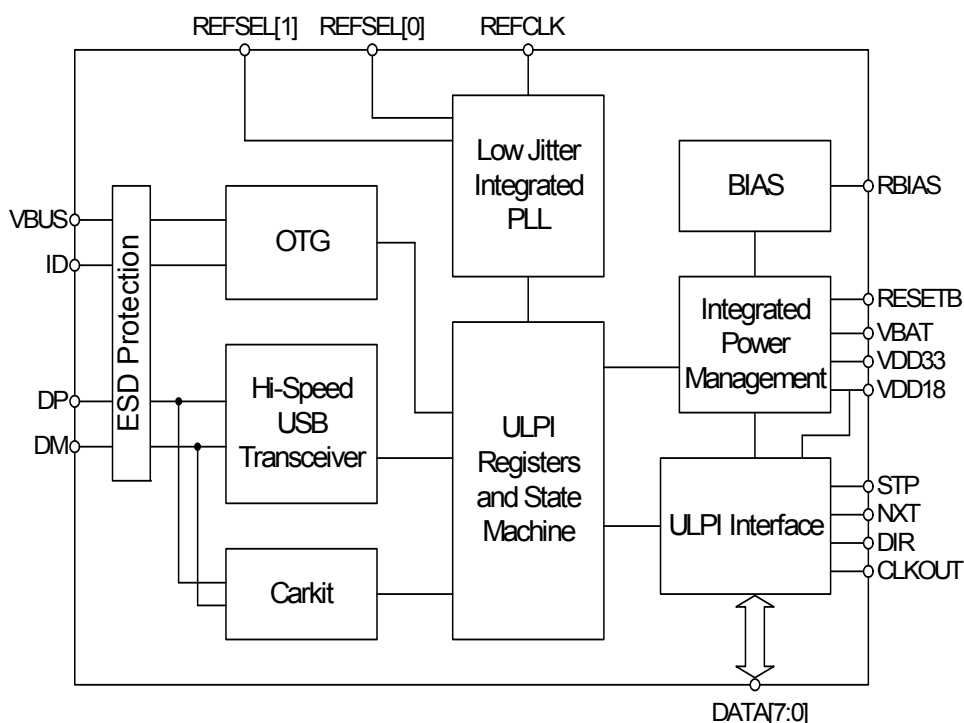 REFSEL[1]
REFSEL[0]
REFCLK
Low Jitter
Integrated
PLL
BIAS
RBIAS
VBUS
ID
ESD Protection
OTG
Integrated
Power
Management
RESETB
VBAT
VDD33
VDD18
DP
DM
Hi-Speed
USB
Transceiver
ULPI
Registers
and State
Machine
ULPI Interface
STP
NXT
DIR
CLKOUT
Carkit
DATA[7:0]